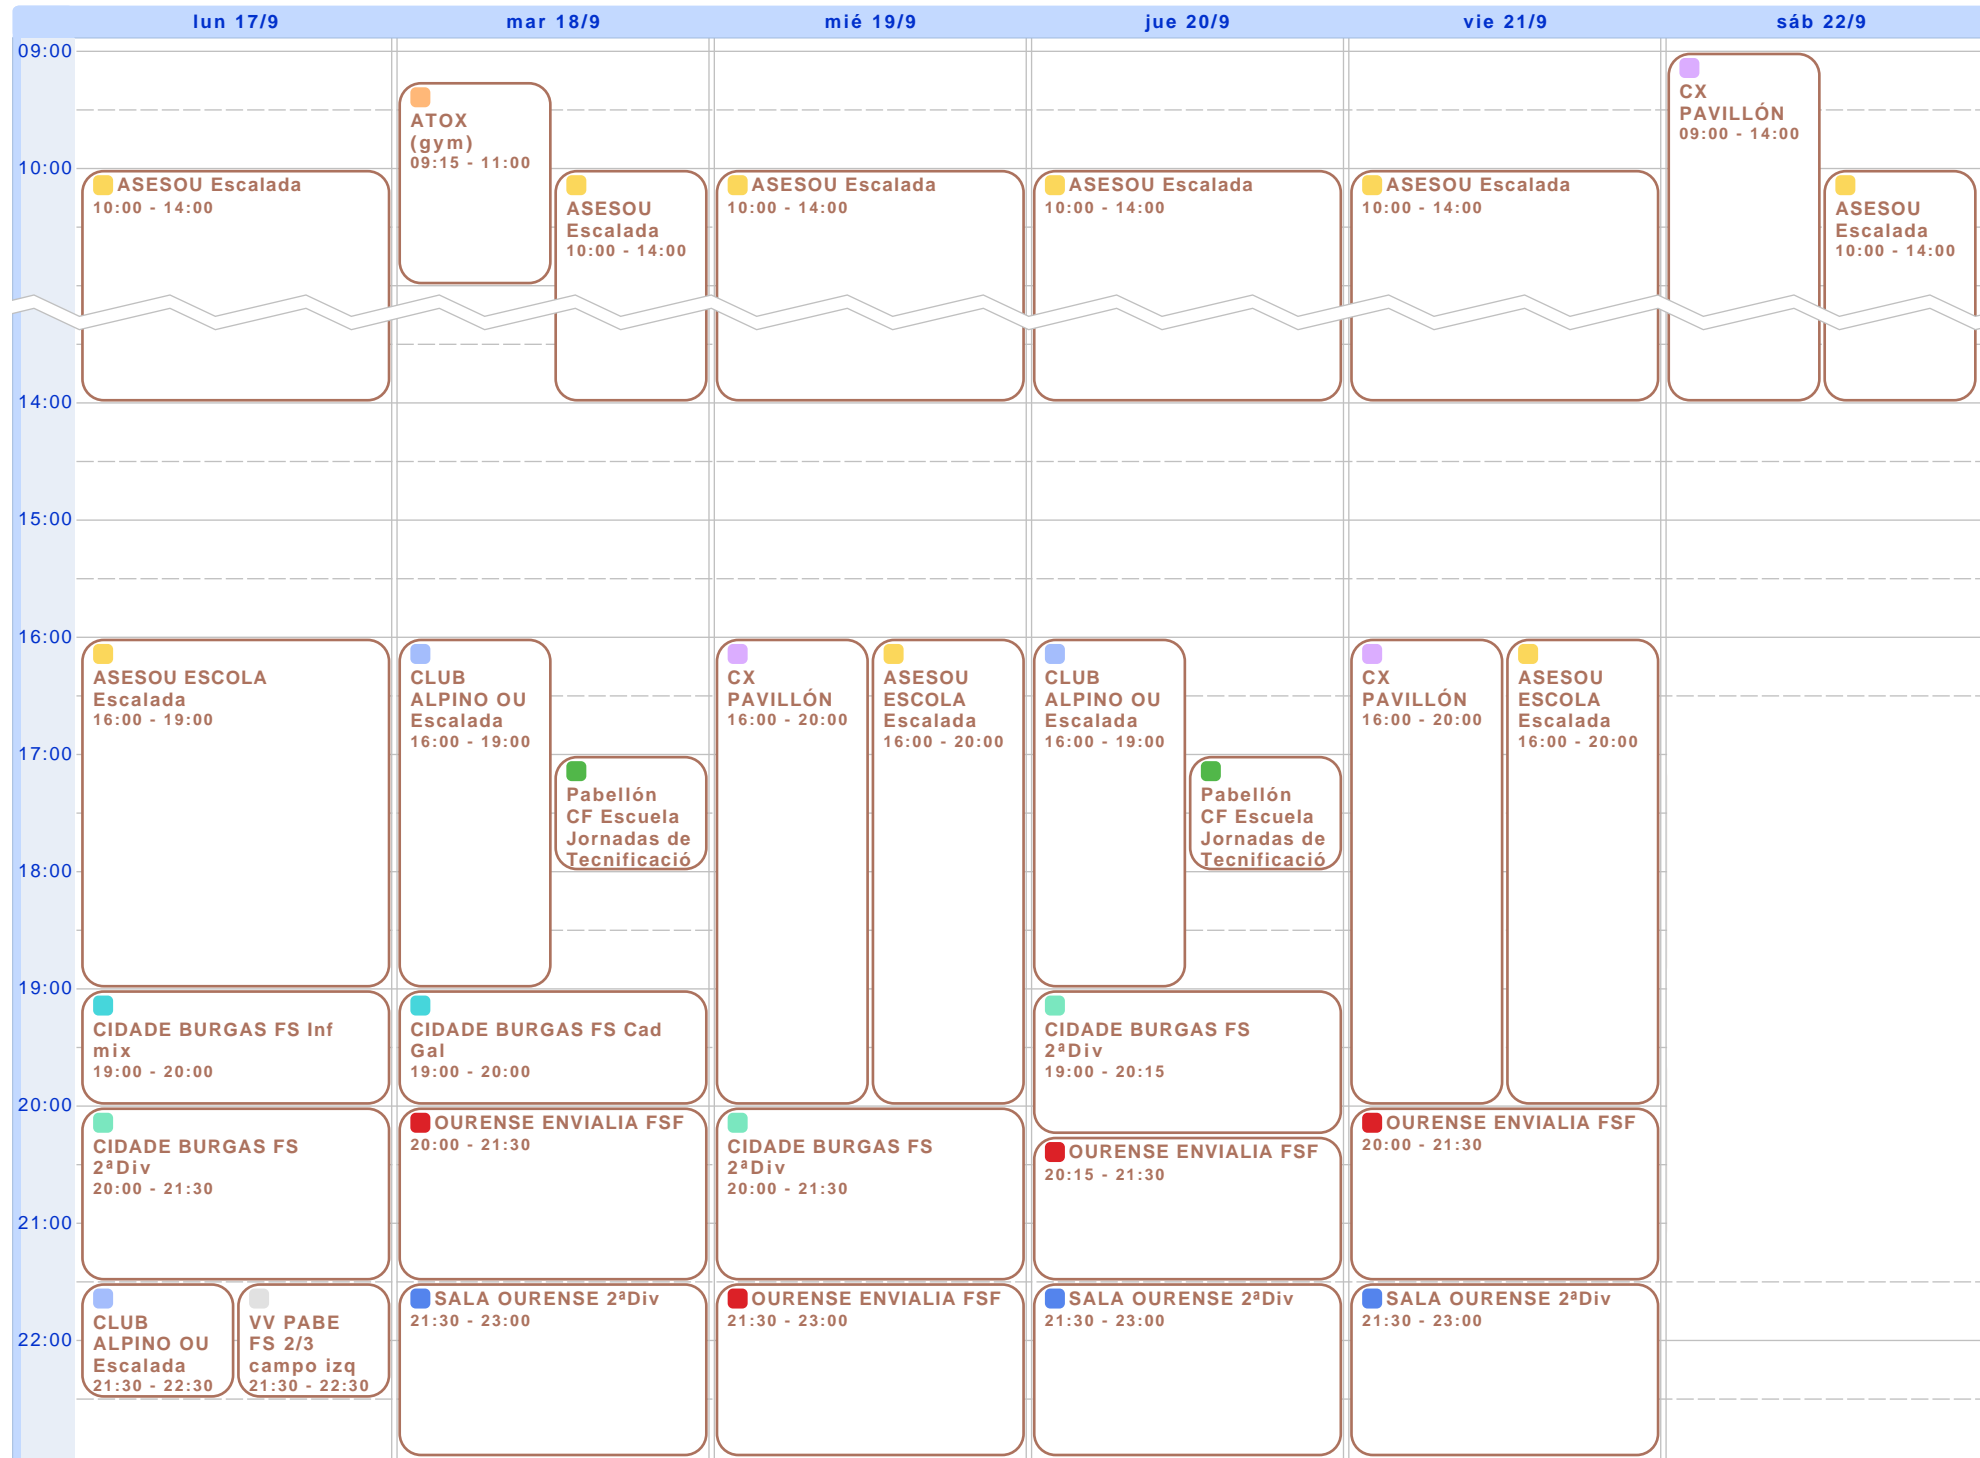 lun 17/9
mar 18/9
mié 19/9
jue 20/9
vie 21/9
sáb 22/9
09:00
10:00
14:00
15:00
16:00
17:00
18:00
19:00
20:00
21:00
22:00
ASESOU Escalada
10:00 - 14:00
ASESOU ESCOLA
Escalada
16:00 - 19:00
CIDADE BURGAS FS Inf
mix
19:00 - 20:00
CIDADE BURGAS FS
2ªDiv
20:00 - 21:30
CLUB
ALPINO OU
Escalada
21:30 - 22:30
VV PABE
FS 2/3
campo izq
21:30 - 22:30
ATOX
(gym)
09:15 - 11:00
ASESOU
Escalada
10:00 - 14:00
CLUB
ALPINO OU
Escalada
16:00 - 19:00
Pabellón
CF Escuela
Jornadas de
Tecnificació
CIDADE BURGAS FS Cad
Gal
19:00 - 20:00
OURENSE ENVIALIA FSF
20:00 - 21:30
SALA OURENSE 2ªDiv
21:30 - 23:00
ASESOU Escalada
10:00 - 14:00
CX
PAVILLÓN
16:00 - 20:00
ASESOU
ESCOLA
Escalada
16:00 - 20:00
CIDADE BURGAS FS
2ªDiv
20:00 - 21:30
OURENSE ENVIALIA FSF
21:30 - 23:00
ASESOU Escalada
10:00 - 14:00
CLUB
ALPINO OU
Escalada
16:00 - 19:00
Pabellón
CF Escuela
Jornadas de
Tecnificació
CIDADE BURGAS FS
2ªDiv
19:00 - 20:15
OURENSE ENVIALIA FSF
20:15 - 21:30
SALA OURENSE 2ªDiv
21:30 - 23:00
ASESOU Escalada
10:00 - 14:00
CX
PAVILLÓN
16:00 - 20:00
ASESOU
ESCOLA
Escalada
16:00 - 20:00
OURENSE ENVIALIA FSF
20:00 - 21:30
SALA OURENSE 2ªDiv
21:30 - 23:00
CX
PAVILLÓN
09:00 - 14:00
ASESOU
Escalada
10:00 - 14:00